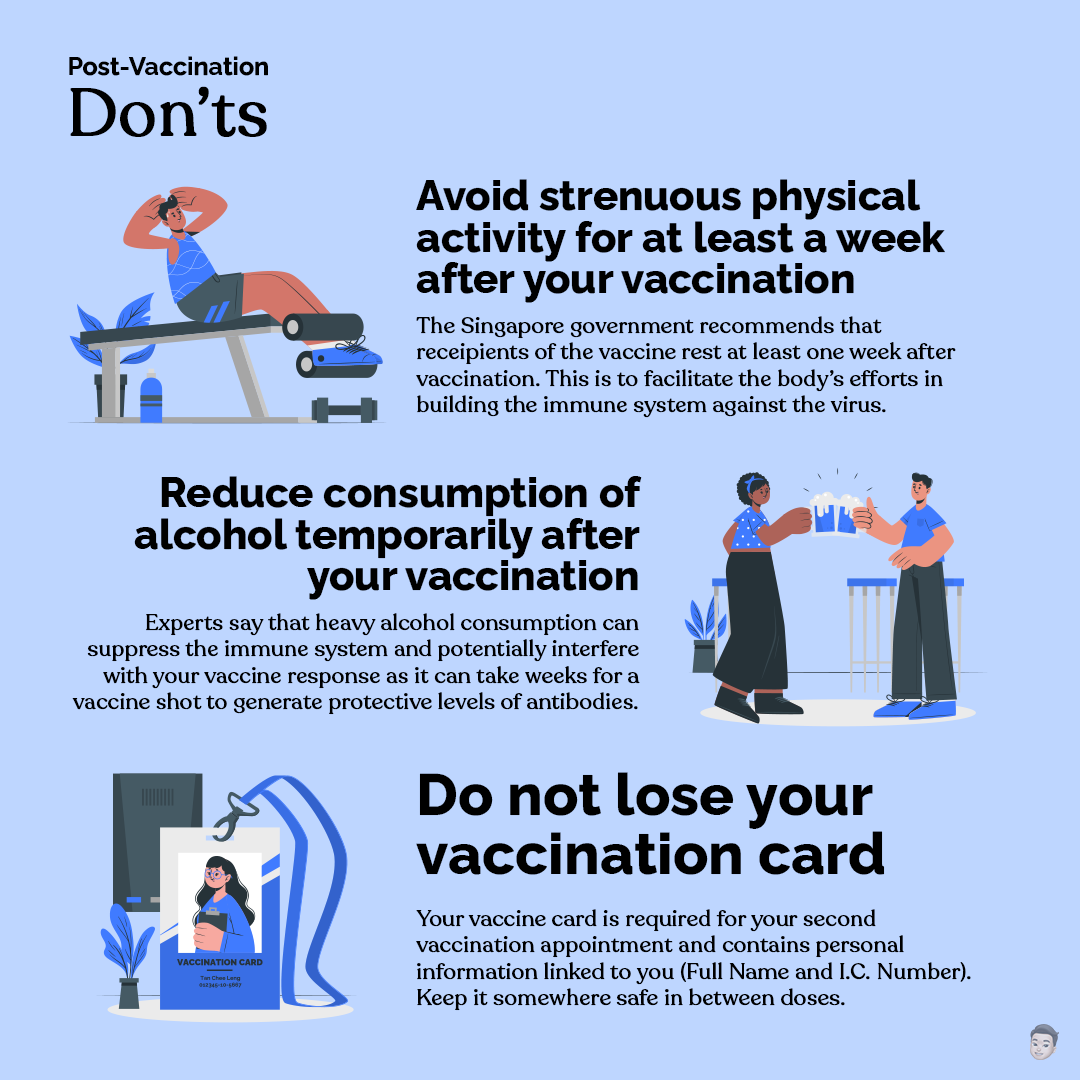 Post-Vaccination
Don'ts
Avoid strenuous physical
activity for at least a week
after your vaccination
The Singapore government recommends that
receipients of the vaccine rest at least one week after
vaccination. This is to facilitate the body's efforts in
building the immune system against the virus.
Reduce consumption of
alcohol temporarily after
your vaccination
Experts say that heavy alcohol consumption can
suppress the immune system and potentially interfere
with your vaccine response as it can take weeks for a
vaccine shot to generate protective levels of antibodies.
Do not lose your
vaccination card
Your vaccine card is required for your second
vaccination appointment and contains personal
information linked to you (Full Name and I.C. Number).
Keep it somewhere safe in between doses.
VACCINATION CARD
Tan Chea Leng
012345-10-5867